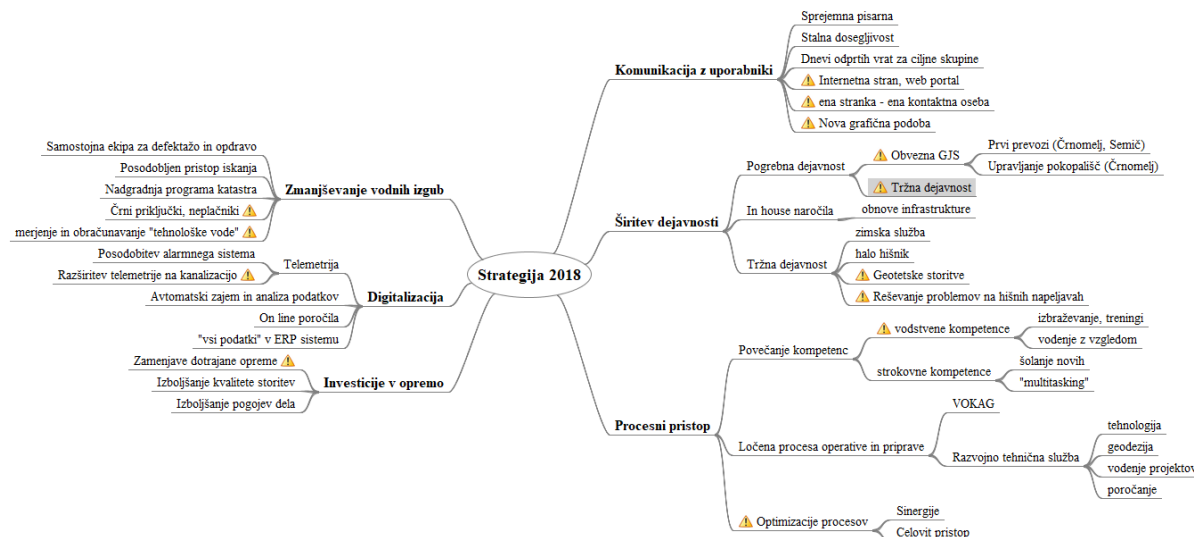 Strategija 2018
Komunikacija z uporabniki
Sprejemna pisarna
Stalna dosegljivost
Dnevi odprtih vrat za ciljne skupine
Internetna stran, web portal
ena stranka - ena kontaktna oseba
Nova grafična podoba
Širitev dejavnosti
Pogrebna dejavnost
Obvezna GJS
Prvi prevozi (Črnomelj, Semič)
Upravljanje pokopališč (Črnomelj)
Tržna dejavnost
In house naročila
obnove infrastrukture
Tržna dejavnost
zimska služba
halo hišnik
Geotetske storitve
Reševanje problemov na hišnih napeljavah
Procesni pristop
Povečanje kompetenc
vodstvene kompetence
izbraževanje, treningi
vodenje z vzgledom
strokovne kompetence
šolanje novih
"multitasking"
Ločena procesa operative in priprave
VOKAG
Razvojno tehnična služba
tehnologija
geodezija
vodenje projektov
poročanje
Optimizacije procesov
Sinergije
Celovit pristop
Zmanjševanje vodnih izgub
Samostojna ekipa za defektažo in opdravo
Posodobljen pristop iskanja
Nadgradnja programa katastra
Črni priključki, neplačniki
merjenje in obračunavanje "tehnološke vode"
Digitalizacija
Telemetrija
Posodobitev alarmnega sistema
Razširitev telemetrije na kanalizacijo
Avtomatski zajem in analiza podatkov
On line poročila
"vsi podatki" v ERP sistemu
Investicije v opremo
Zamenjave dotrajane opreme
Izboljšanje kvalitete storitev
Izboljšanje pogojev dela